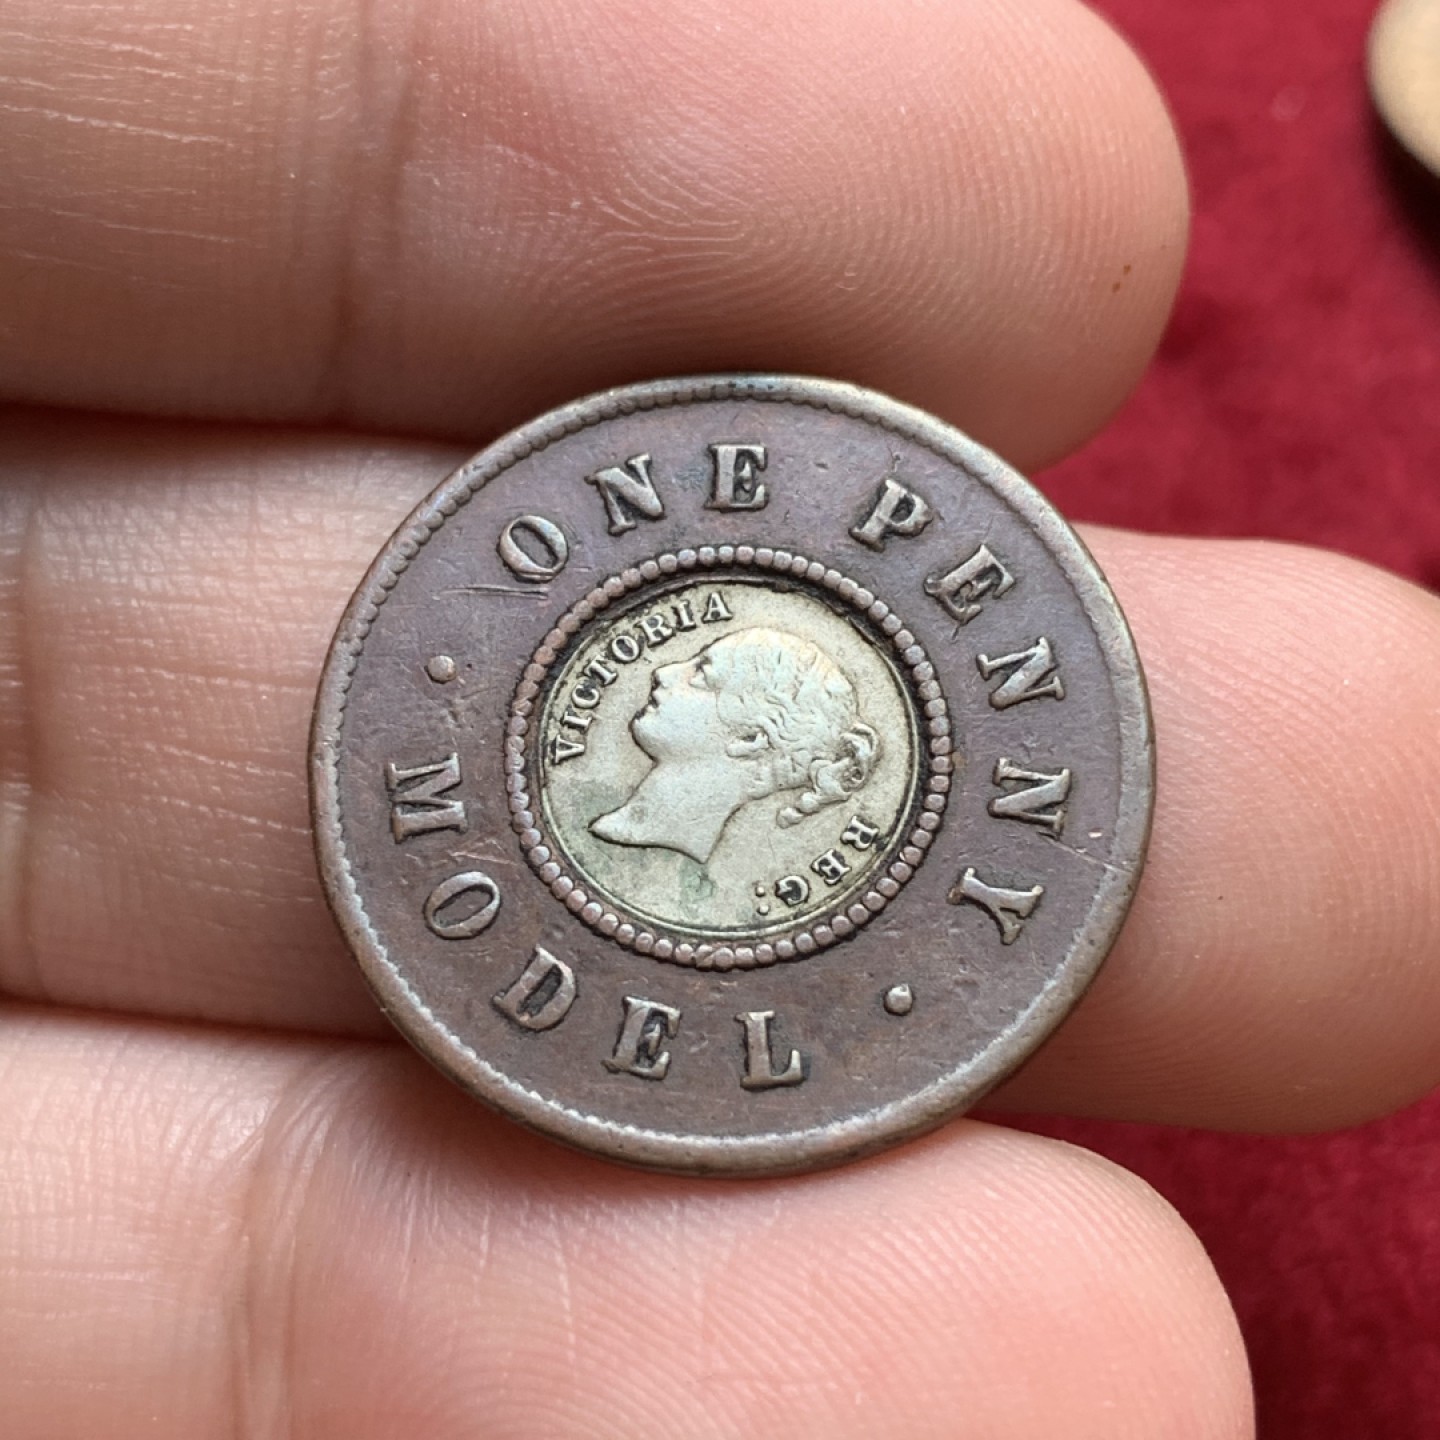 ONE PENNY
MODEL
VICTORIA REG: